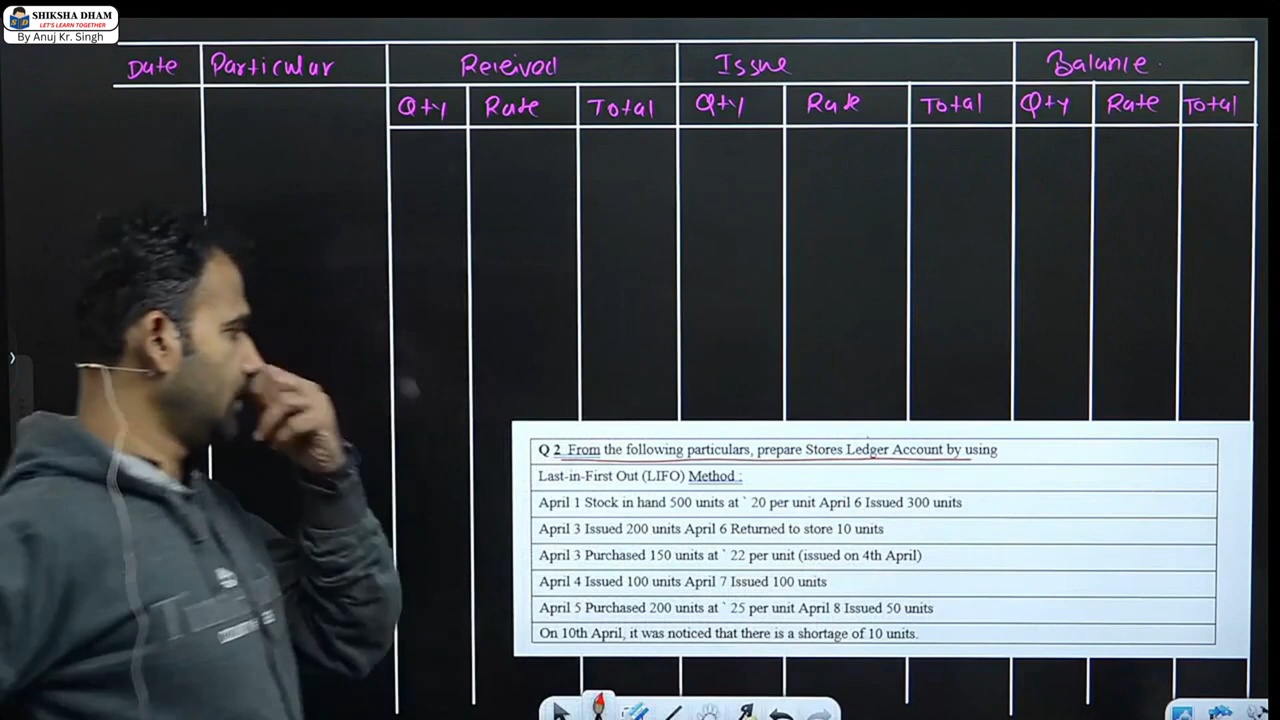 SHIKSHA DHAM
LET'S LEARN TOGETHER
By Anuj Kr. Singh
Date Particular Received Issue Balance
Qty Rate Total Qty Rate Total Qty Rate Total
Q 2 From the following particulars, prepare Stores Ledger Account by using
Last-in-First Out (LIFO) Method :
April 1 Stock in hand 500 units at ` 20 per unit April 6 Issued 300 units
April 3 Issued 200 units April 6 Returned to store 10 units
April 3 Purchased 150 units at ` 22 per unit (issued on 4th April)
April 4 Issued 100 units April 7 Issued 100 units
April 5 Purchased 200 units at ` 25 per unit April 8 Issued 50 units
On 10th April, it was noticed that there is a shortage of 10 units.